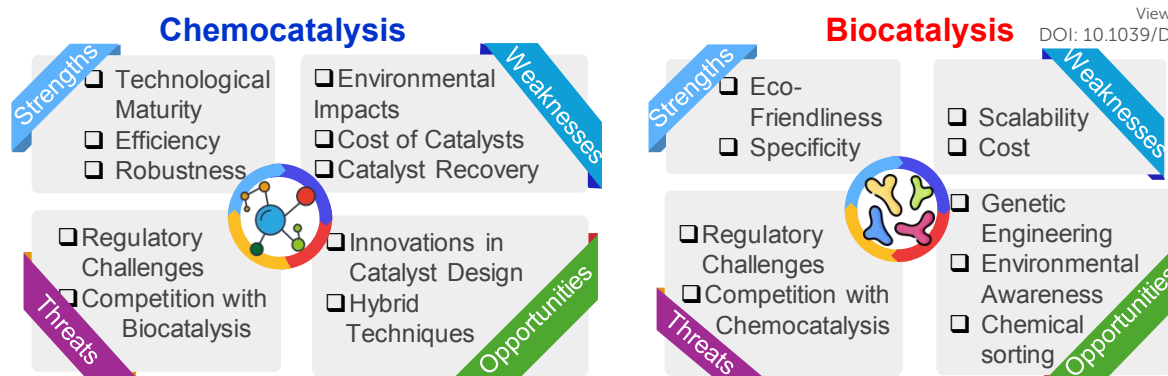 Chemocatalysis
Strengths
❑ Technological
Maturity
❑ Efficiency
❑ Robustness
Weaknesses
❑Environmental
Impacts
❑Cost of Catalysts
❑Catalyst Recovery
Threats
❑Regulatory
Challenges
❑Competition with
Biocatalysis
Opportunities
❑Innovations in
Catalyst Design
❑Hybrid
Techniques
Biocatalysis
View
DOI: 10.1039/D
Strengths
❑ Eco-
Friendliness
❑ Specificity
Weaknesses
❑ Scalability
❑ Cost
Threats
❑Regulatory
Challenges
❑Competition with
Chemocatalysis
Opportunities
❑ Genetic
Engineering
❑ Environmental
Awareness
❑ Chemical
sorting